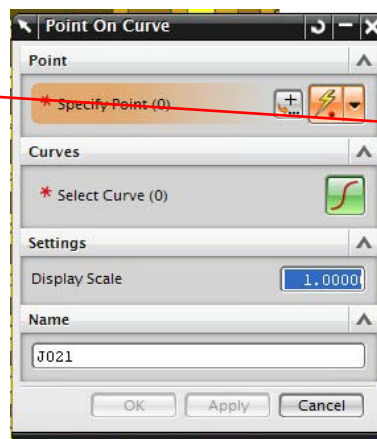 Point On Curve
Point
* Specify Point (0)
Curves
* Select Curve (0)
Settings
Display Scale 1.0000
Name
J021
OK Apply Cancel